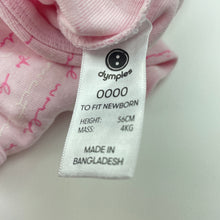 dymples
0000
TO FIT NEWBORN
HEIGHT: 56CM
MASS: 4KG
MADE IN
BANGLADESH